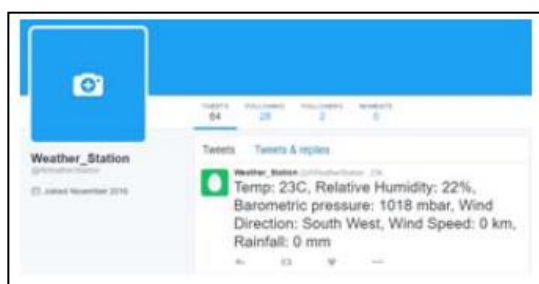 TWEETS FOLLOWING FOLLOWERS MOMENTS
64 28 2 0
Weather_Station
Joined November 2016
Tweets Tweets & replies
Weather_Station
Temp: 23C, Relative Humidity: 22%,
Barometric pressure: 1018 mbar, Wind
Direction: South West, Wind Speed: 0 km,
Rainfall: 0 mm